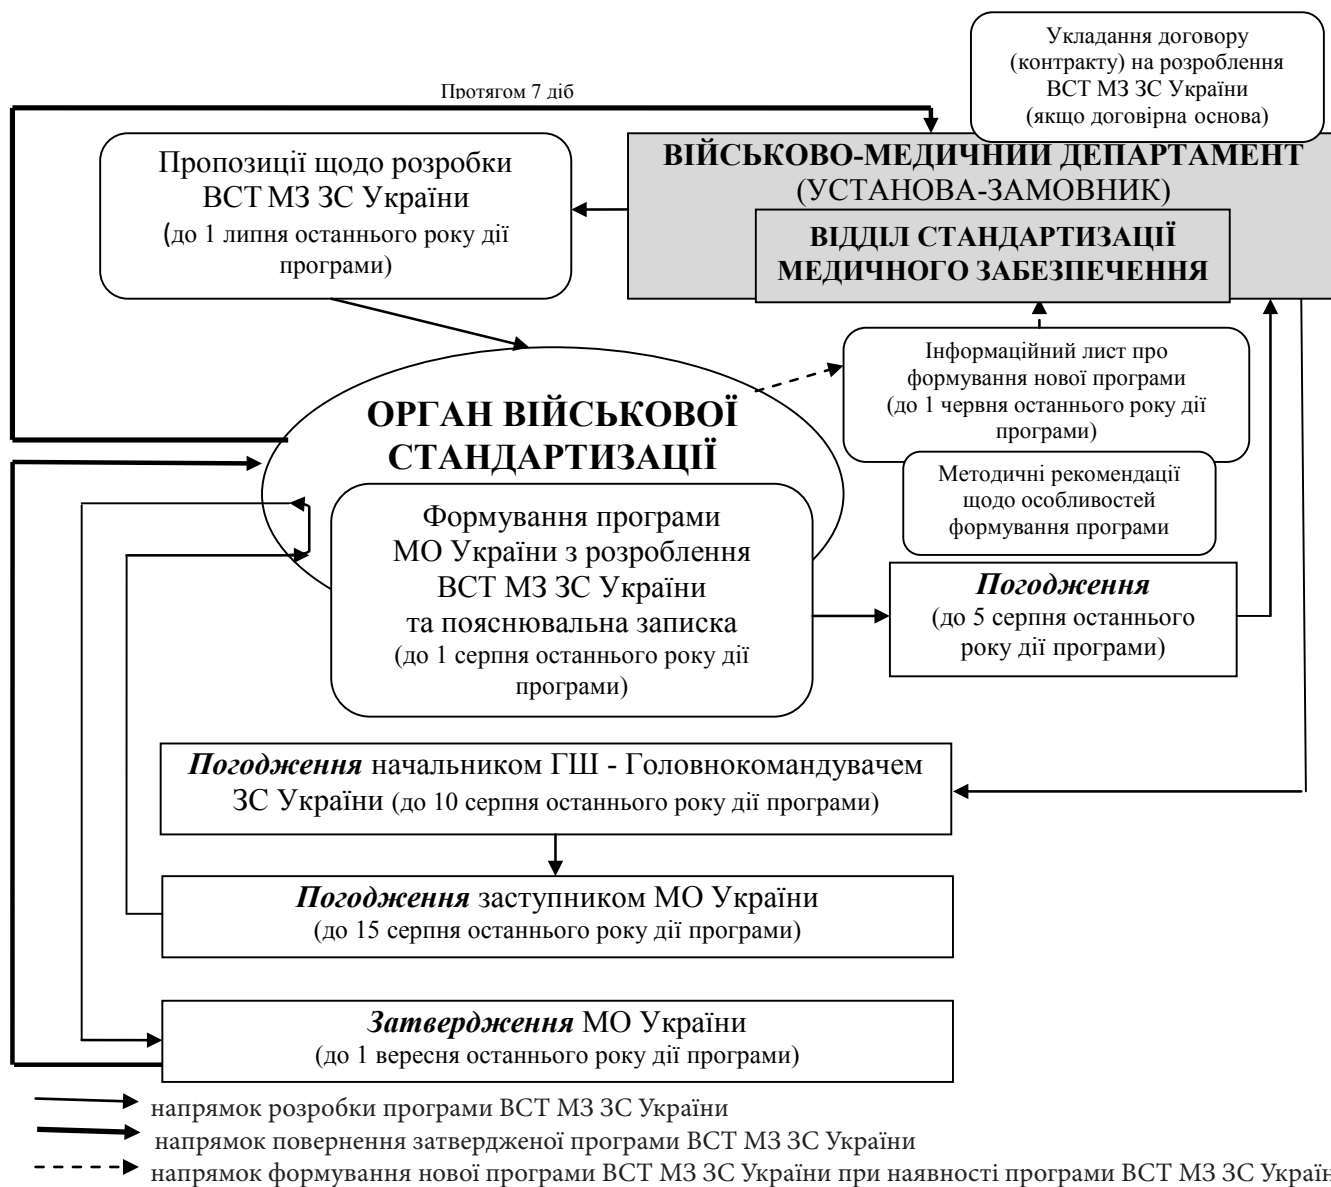 Укладання договору
(контракту) на розроблення
ВСТ МЗ ЗС України
(якщо договірна основа)
Протягом 7 діб
Пропозиції щодо розробки
ВСТ МЗ ЗС України
(до 1 липня останнього року дії
програми)
ВІЙСЬКОВО-МЕДИЧНИЙ ДЕПАРТАМЕНТ
(УСТАНОВА-ЗАМОВНИК)
ВІДДІЛ СТАНДАРТИЗАЦІЇ
МЕДИЧНОГО ЗАБЕЗПЕЧЕННЯ
Інформаційний лист про
формування нової програми
(до 1 червня останнього року дії
програми)
Методичні рекомендації
щодо особливостей
формування програми
ОРГАН ВІЙСЬКОВОЇ
СТАНДАРТИЗАЦІЇ
Формування програми
МО України з розроблення
ВСТ МЗ ЗС України
та пояснювальна записка
(до 1 серпня останнього року дії
програми)
Погодження
(до 5 серпня останнього
року дії програми)
Погодження начальником ГШ - Головнокомандувачем
ЗС України (до 10 серпня останнього року дії програми)
Погодження заступником МО України
(до 15 серпня останнього року дії програми)
Затвердження МО України
(до 1 вересня останнього року дії програми)
напрямок розробки програми ВСТ МЗ ЗС України
напрямок повернення затвердженої програми ВСТ МЗ ЗС України
напрямок формування нової програми ВСТ МЗ ЗС України при наявності програми ВСТ МЗ ЗС Україн